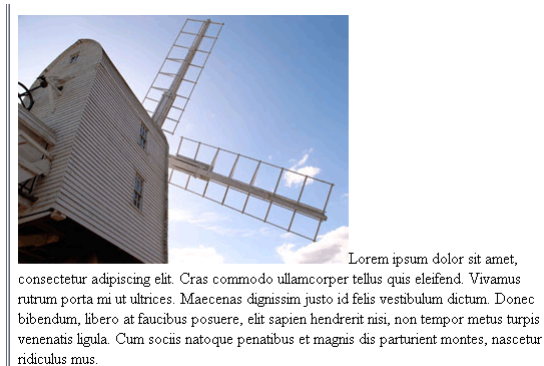 Lorem ipsum dolor sit amet,
consectetur adipiscing elit. Cras commodo ullamcorper tellus quis eleifend. Vivamus
rutrum porta mi ut ultrices. Maecenas dignissim justo id felis vestibulum dictum. Donec
bibendum, libero at faucibus posuere, elit sapien hendrerit nisi, non tempor metus turpis
venenatis ligula. Cum sociis natoque penatibus et magnis dis parturient montes, nascetur
ridiculus mus.